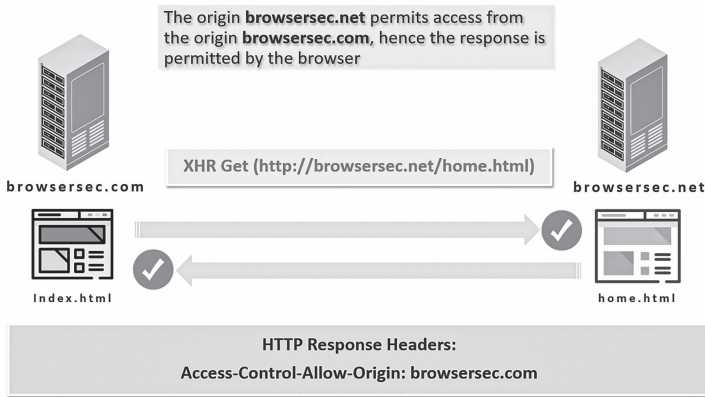 The origin browsersec.net permits access from
the origin browsersec.com, hence the response is
permitted by the browser
XHR Get (http://browsersec.net/home.html)
browsersec.com
browsersec.net
Index.html
home.html
HTTP Response Headers:
Access-Control-Allow-Origin: browsersec.com